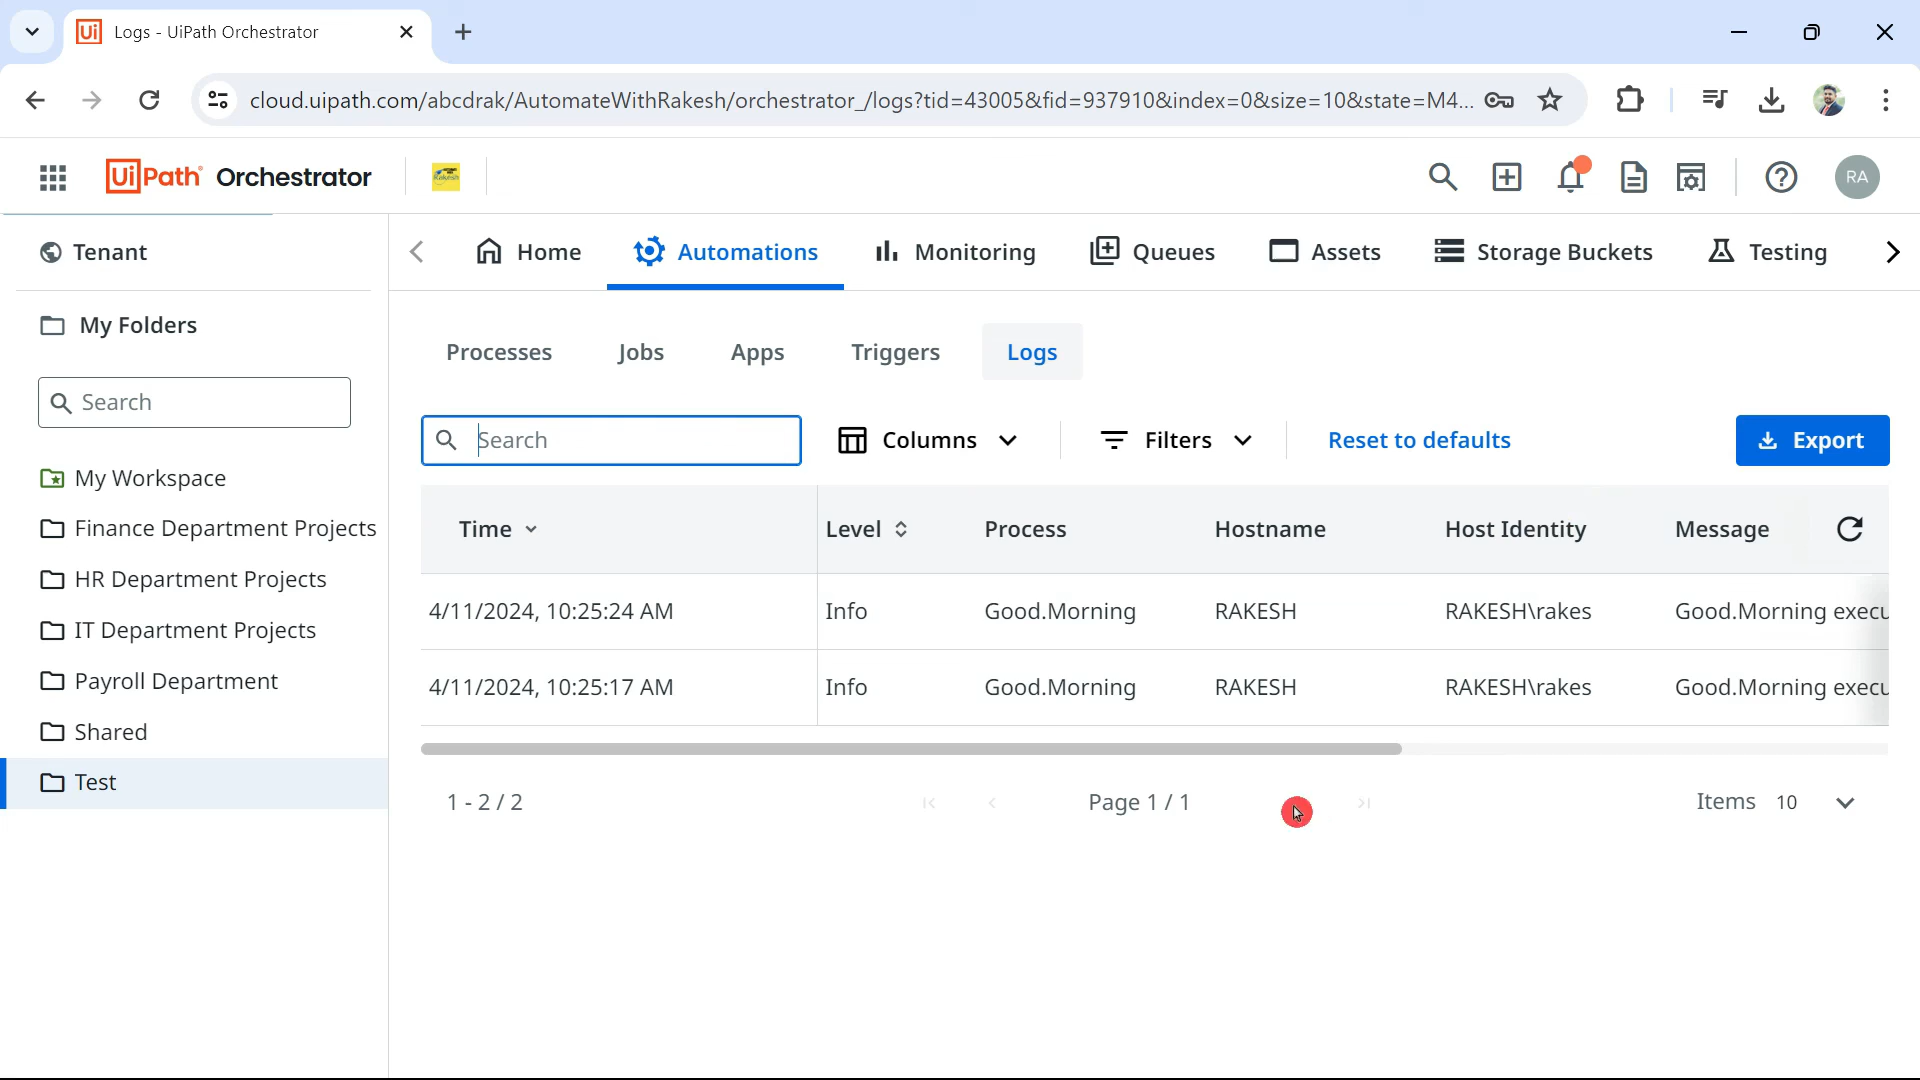 Logs - UiPath Orchestrator
cloud.uipath.com/abcdrak/AutomateWithRakesh/orchestrator_/logs?tid=43005&fid=937910&index=0&size=10&state=M4...
UiPath Orchestrator
Rakesh
RA
Tenant
My Folders
Search
My Workspace
Finance Department Projects
HR Department Projects
IT Department Projects
Payroll Department
Shared
Test
Home
Automations
Monitoring
Queues
Assets
Storage Buckets
Testing
Processes
Jobs
Apps
Triggers
Logs
Search
Columns
Filters
Reset to defaults
Export
Time Level Process Hostname Host Identity Message
4/11/2024, 10:25:24 AM Info Good.Morning RAKESH RAKESH\rakes Good.Morning execu
4/11/2024, 10:25:17 AM Info Good.Morning RAKESH RAKESH\rakes Good.Morning execu
1 - 2 / 2
Page 1 / 1
Items 10